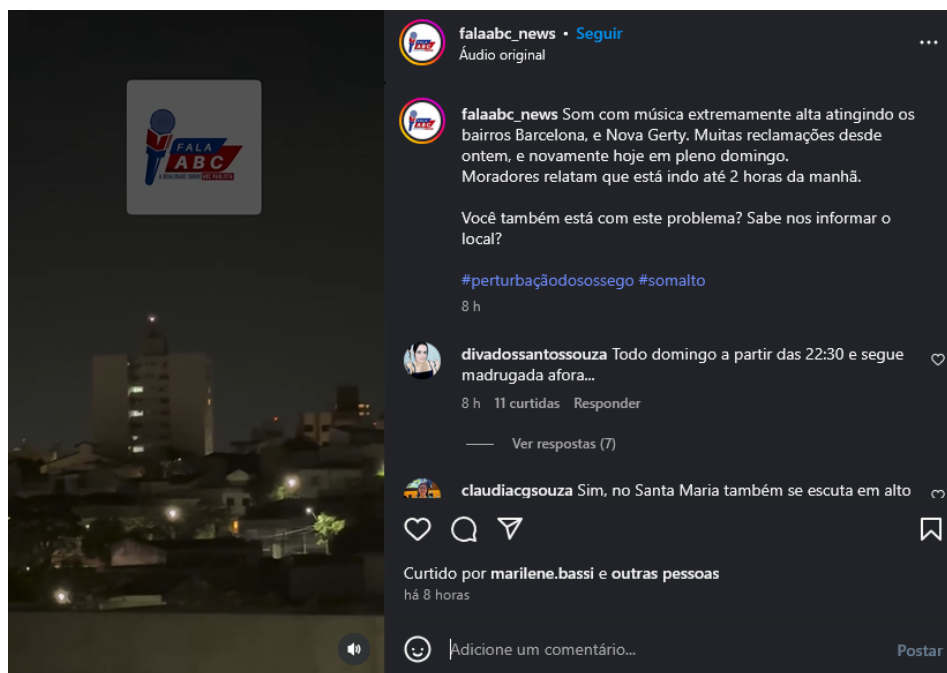 FALA
ABC
A REALIDADE SOBRE O ABC PAULISTA
falaabc_news • Seguir
Áudio original
falaabc_news Som com música extremamente alta atingindo os
bairros Barcelona, e Nova Gerty. Muitas reclamações desde
ontem, e novamente hoje em pleno domingo.
Moradores relatam que está indo até 2 horas da manhã.
Você também está com este problema? Sabe nos informar o
local?
#perturbaçãodosossego #somalto
8 h
divadossantossouza Todo domingo a partir das 22:30 e segue
madrugada afora...
8 h 11 curtidas Responder
Ver respostas (7)
claudiacgsouza Sim, no Santa Maria também se escuta em alto
Curtido por marilene.bassi e outras pessoas
há 8 horas
Adicione um comentário...
Postar